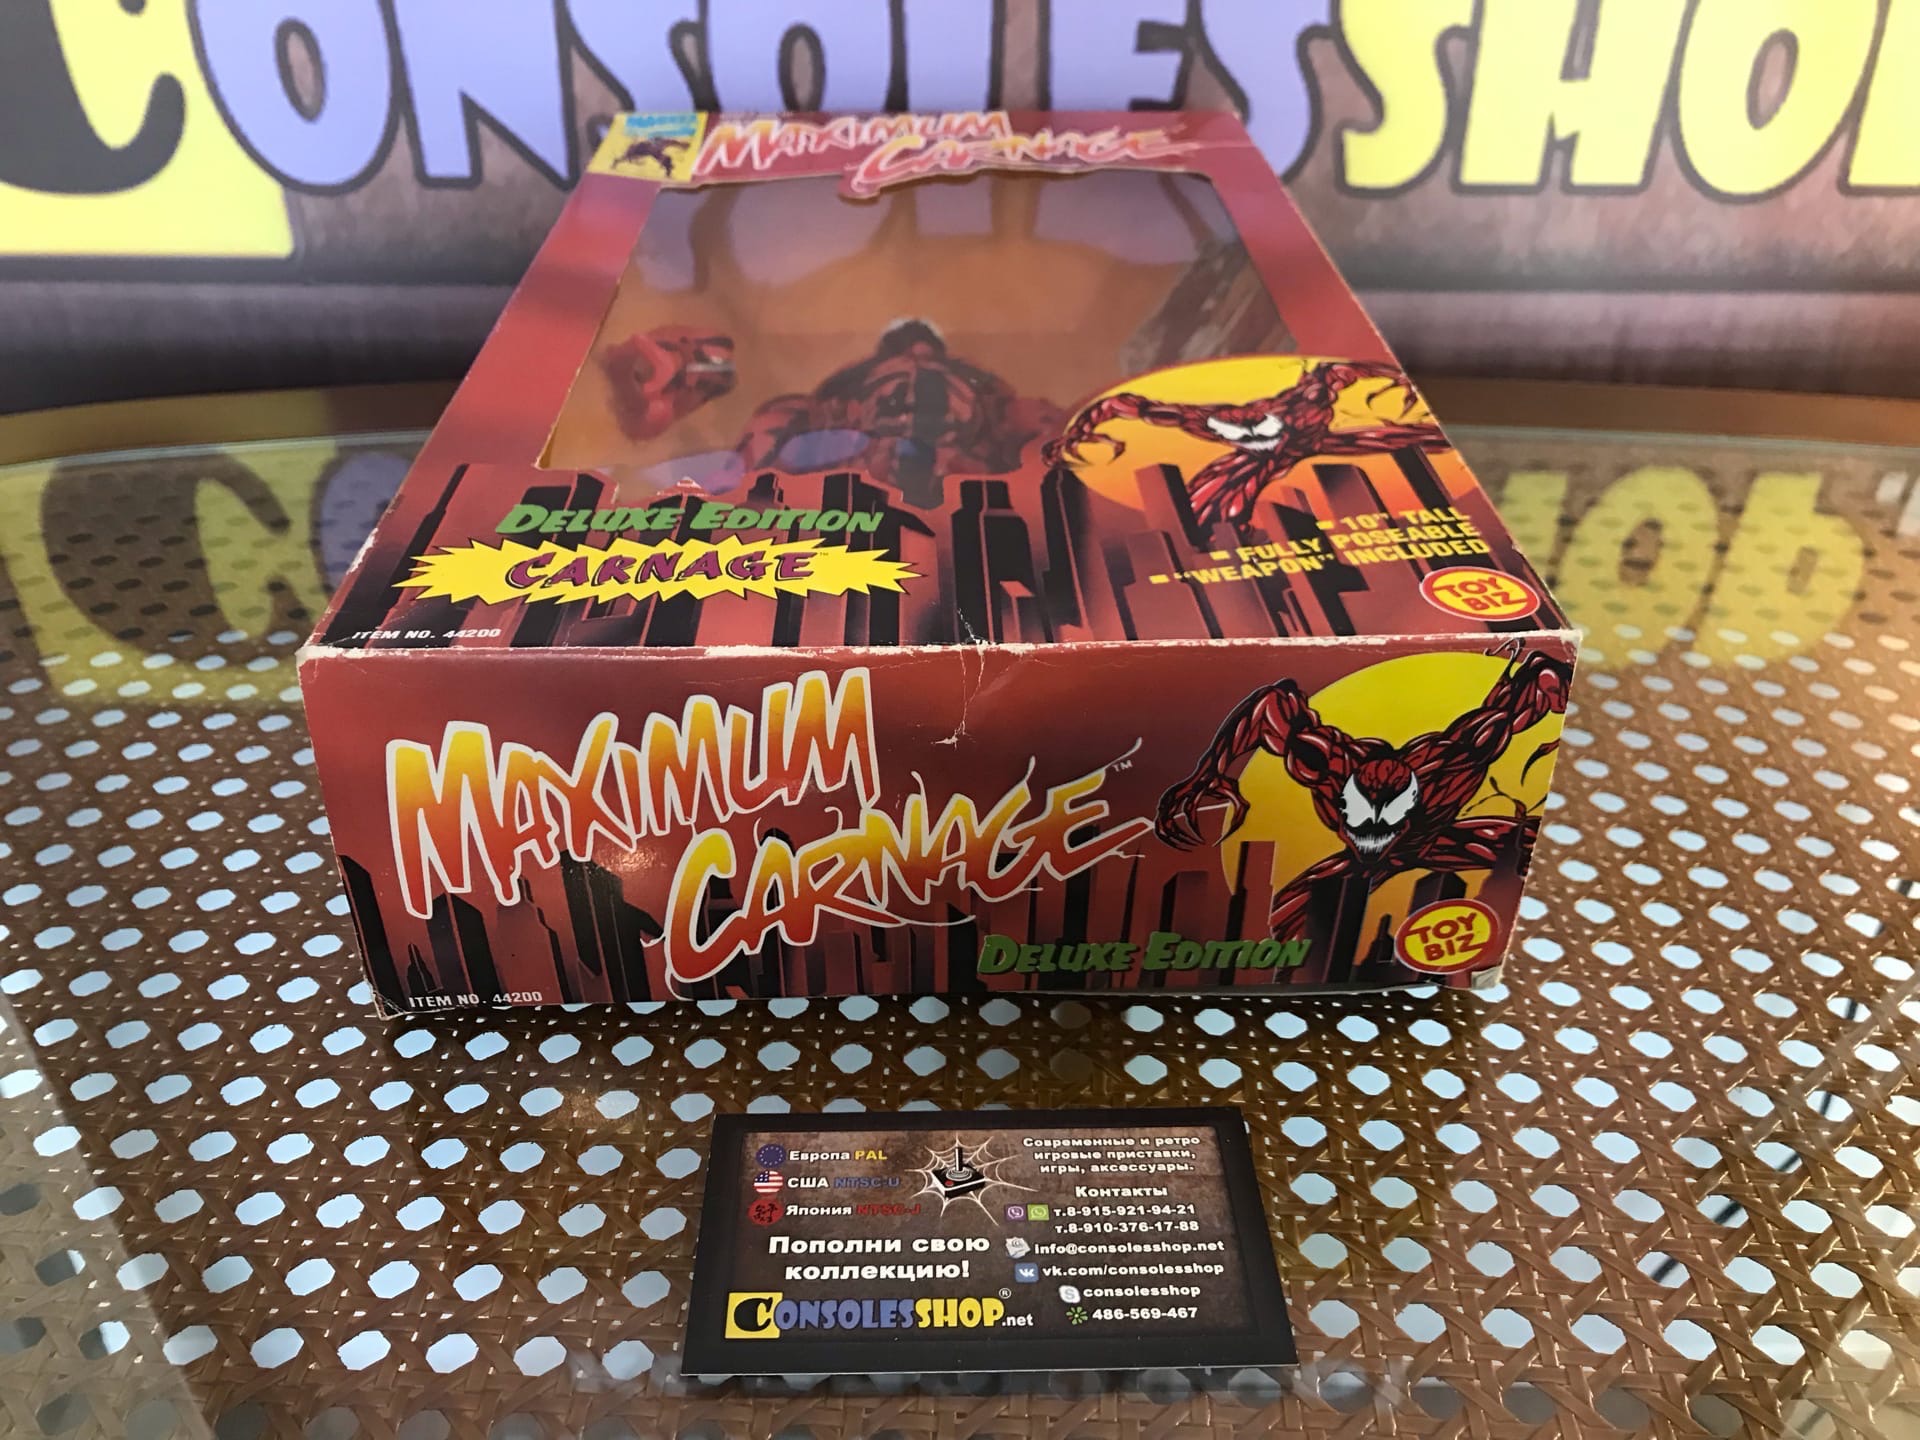 CONSOLESSHOP
MAXIMUM
CARNAGE
DELUXE EDITION
CARNAGE™
ITEM NO. 44200
▪ 10" TALL
▪ FULLY POSEABLE
▪ "WEAPON" INCLUDED
TOY
BIZ
MAXIMUM
CARNAGE™
DELUXE EDITION
TOY
BIZ
ITEM NO. 44200
Европа PAL
США NTSC-U
Япония NTSC-J
Пополни свою
коллекцию!
CONSOLESSHOP.net®
Современные и ретро
игровые приставки,
игры, аксессуары.
Контакты
т.8-915-921-94-21
т.8-910-376-17-88
info@consolesshop.net
vk.com/consolesshop
consolesshop
486-569-467